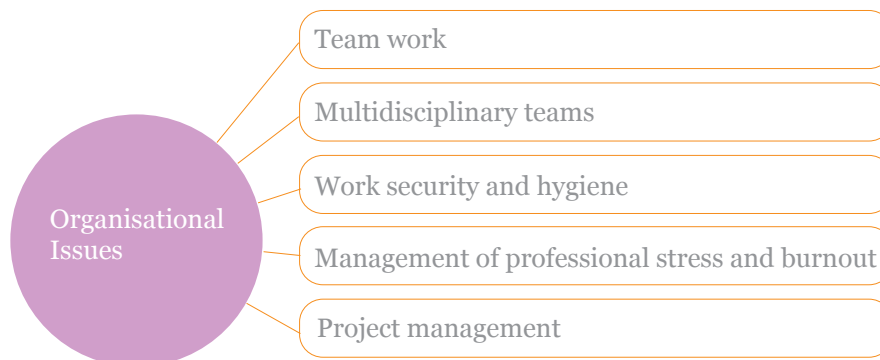 Team work
Multidisciplinary teams
Work security and hygiene
Organisational
Issues
Management of professional stress and burnout
Project management